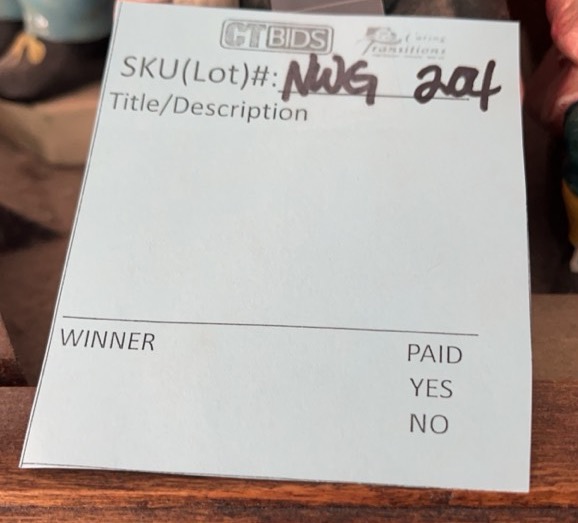 CTBIDS Caring Transitions
SKU(Lot)#: NWG 204
Title/Description
WINNER PAID
YES
NO